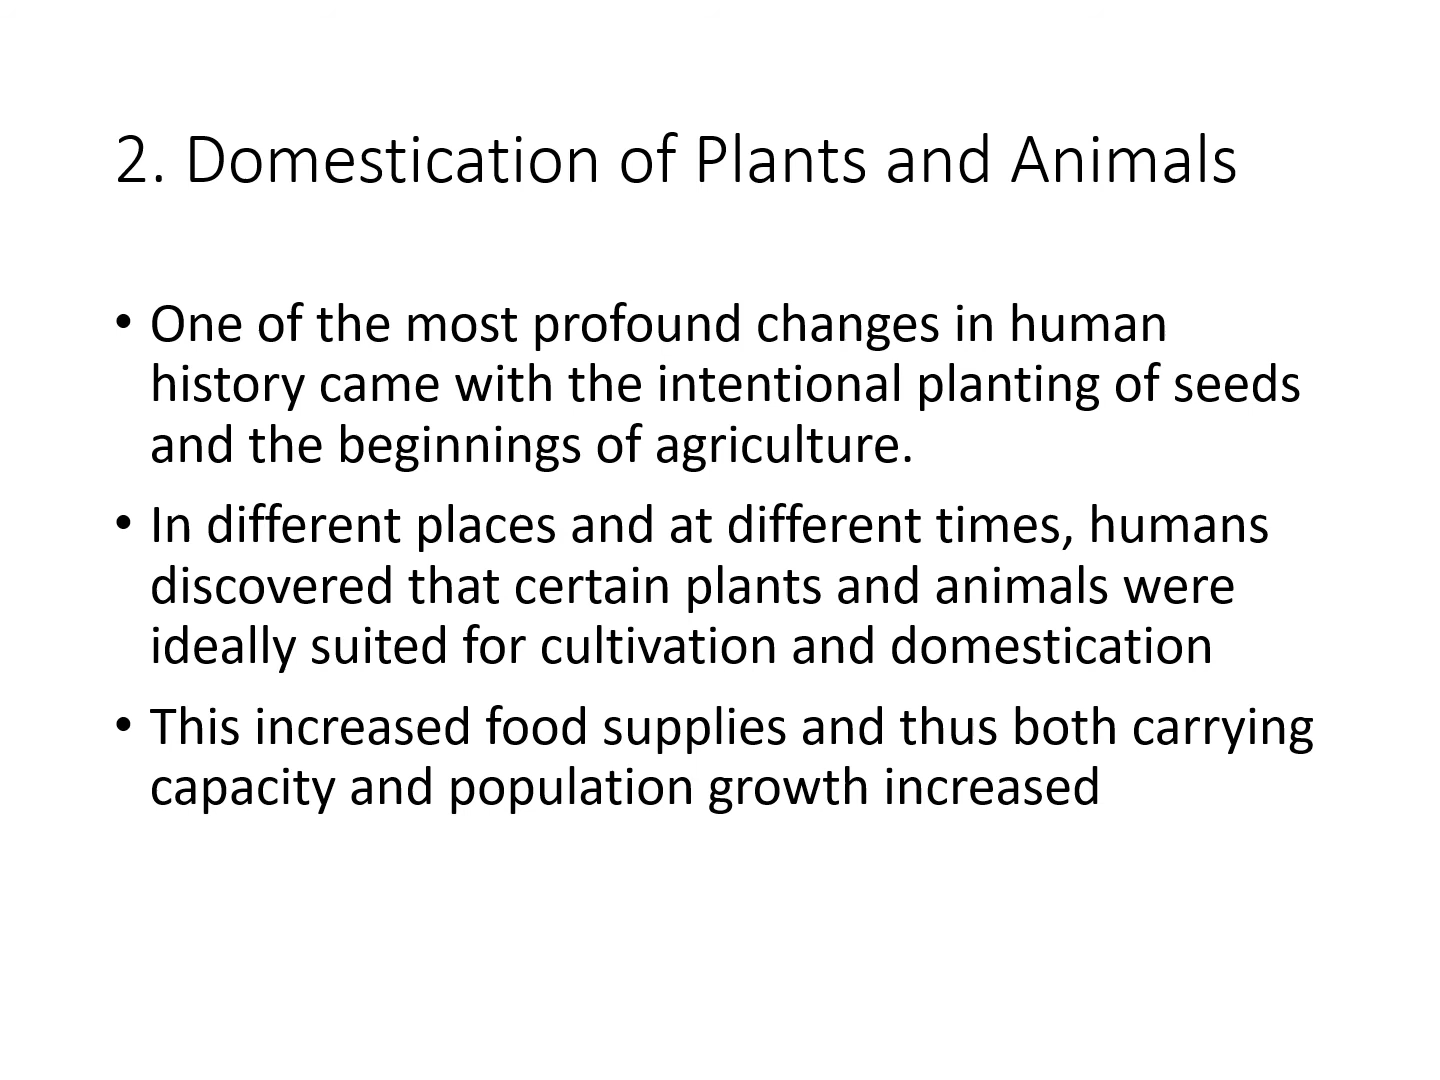 2. Domestication of Plants and Animals
• One of the most profound changes in human
history came with the intentional planting of seeds
and the beginnings of agriculture.
• In different places and at different times, humans
discovered that certain plants and animals were
ideally suited for cultivation and domestication
• This increased food supplies and thus both carrying
capacity and population growth increased